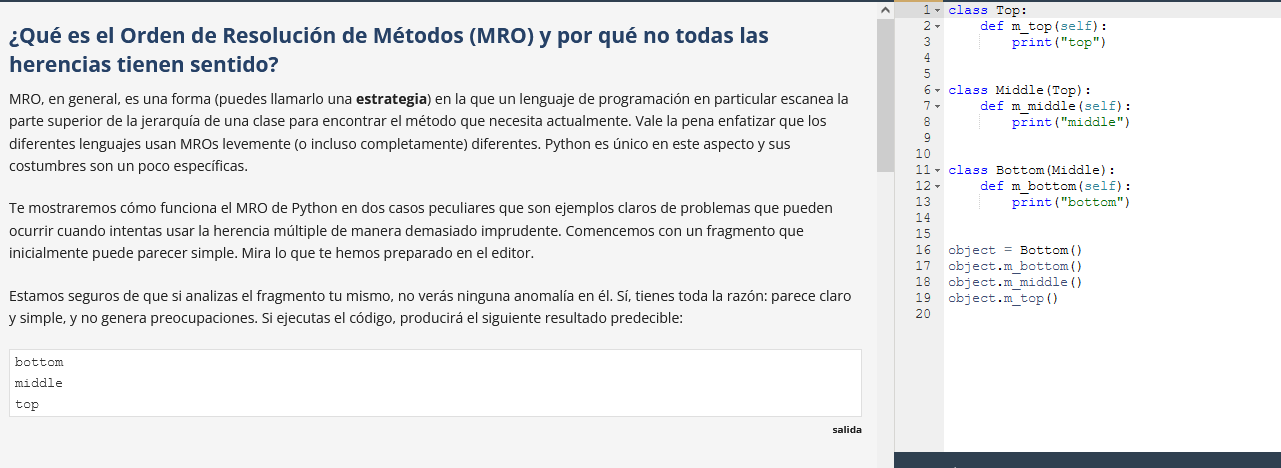 ¿Qué es el Orden de Resolución de Métodos (MRO) y por qué no todas las
herencias tienen sentido?
MRO, en general, es una forma (puedes llamarlo una estrategia) en la que un lenguaje de programación en particular escanea la
parte superior de la jerarquía de una clase para encontrar el método que necesita actualmente. Vale la pena enfatizar que los
diferentes lenguajes usan MROs levemente (o incluso completamente) diferentes. Python es único en este aspecto y sus
costumbres son un poco específicas.
Te mostraremos cómo funciona el MRO de Python en dos casos peculiares que son ejemplos claros de problemas que pueden
ocurrir cuando intentas usar la herencia múltiple de manera demasiado imprudente. Comencemos con un fragmento que
inicialmente puede parecer simple. Mira lo que te hemos preparado en el editor.
Estamos seguros de que si analizas el fragmento tu mismo, no verás ninguna anomalía en él. Sí, tienes toda la razón: parece claro
y simple, y no genera preocupaciones. Si ejecutas el código, producirá el siguiente resultado predecible:
bottom
middle
top
salida
1 class Top:
2     def m_top(self):
3         print("top")
4
5
6 class Middle(Top):
7     def m_middle(self):
8         print("middle")
9
10
11 class Bottom(Middle):
12     def m_bottom(self):
13         print("bottom")
14
15
16 object = Bottom()
17 object.m_bottom()
18 object.m_middle()
19 object.m_top()
20